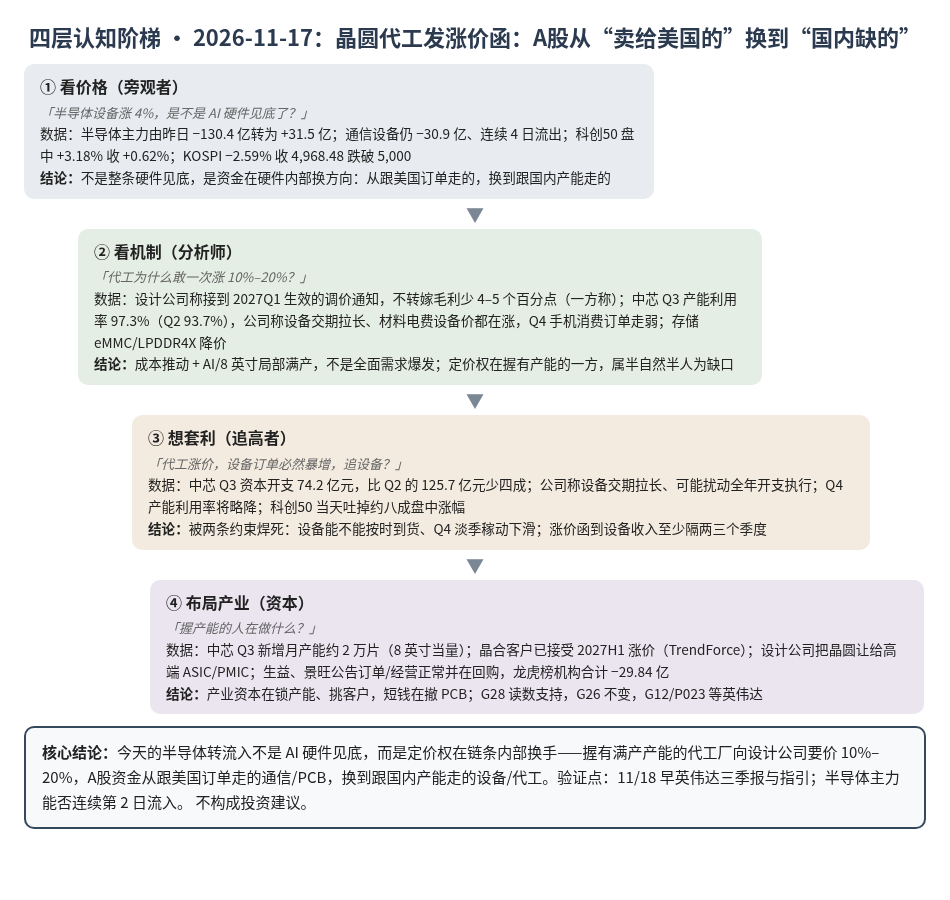 四层认知阶梯 · 2026-11-17：晶圆代工发涨价函：A股从“卖给美国的”换到“国内缺的”
① 看价格（旁观者）
「半导体设备涨 4%，是不是 AI 硬件见底了？」
数据：半导体主力由昨日 −130.4 亿转为 +31.5 亿；通信设备仍 −30.9 亿、连续 4 日流出；科创50 盘
中 +3.18% 收 +0.62%；KOSPI −2.59% 收 4,968.48 跌破 5,000
结论：不是整条硬件见底，是资金在硬件内部换方向：从跟美国订单走的，换到跟国内产能走的
② 看机制（分析师）
「代工为什么敢一次涨 10%–20%？」
数据：设计公司称接到 2027Q1 生效的调价通知，不转嫁毛利少 4–5 个百分点（一方称）；中芯 Q3 产能利用
率 97.3%（Q2 93.7%），公司称设备交期拉长、材料电费设备价都在涨，Q4 手机消费订单走弱；存储
eMMC/LPDDR4X 降价
结论：成本推动 + AI/8 英寸局部满产，不是全面需求爆发；定价权在握有产能的一方，属半自然半人为缺口
③ 想套利（追高者）
「代工涨价，设备订单必然暴增，追设备？」
数据：中芯 Q3 资本开支 74.2 亿元，比 Q2 的 125.7 亿元少四成；公司称设备交期拉长、可能扰动全年开支执行；Q4
产能利用率将略降；科创50 当天吐掉约八成盘中涨幅
结论：被两条约束焊死：设备能不能按时到货、Q4 淡季稼动下滑；涨价函到设备收入至少隔两三个季度
④ 布局产业（资本）
「握产能的人在做什么？」
数据：中芯 Q3 新增月产能约 2 万片（8 英寸当量）；晶合客户已接受 2027H1 涨价（TrendForce）；设计公司把晶圆让给高
端 ASIC/PMIC；生益、景旺公告订单/经营正常并在回购，龙虎榜机构合计 −29.84 亿
结论：产业资本在锁产能、挑客户，短钱在撤 PCB；G28 读数支持，G26 不变，G12/P023 等英伟达
核心结论：今天的半导体转流入不是 AI 硬件见底，而是定价权在链条内部换手——握有满产产能的代工厂向设计公司要价 10%–
20%，A股资金从跟美国订单走的通信/PCB，换到跟国内产能走的设备/代工。验证点：11/18 早英伟达三季报与指引；半导体主力
能否连续第 2 日流入。 不构成投资建议。